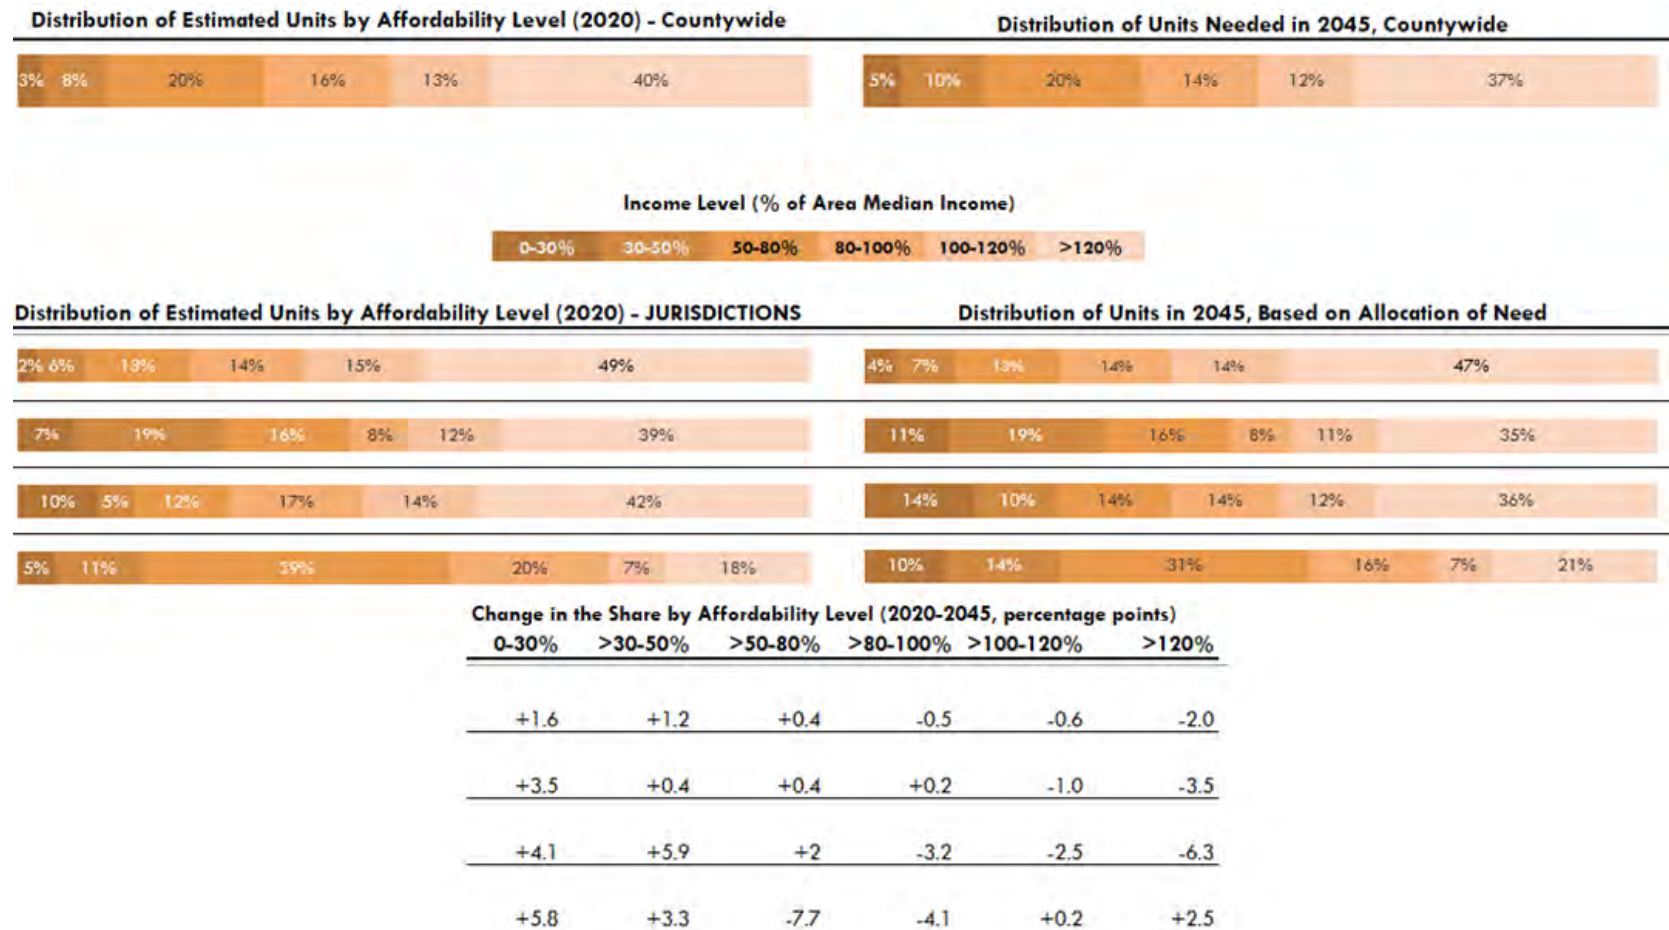 Distribution of Estimated Units by Affordability Level (2020) - Countywide
3% 8% 20% 16% 13% 40%
Distribution of Units Needed in 2045, Countywide
5% 10% 20% 14% 12% 37%
Income Level (% of Area Median Income)
0-30% 30-50% 50-80% 80-100% 100-120% >120%
Distribution of Estimated Units by Affordability Level (2020) - JURISDICTIONS
2% 6% 13% 14% 15% 49%
7% 19% 16% 8% 12% 39%
10% 5% 12% 17% 14% 42%
5% 11% 39% 20% 7% 18%
Distribution of Units in 2045, Based on Allocation of Need
4% 7% 13% 14% 14% 47%
11% 19% 16% 8% 11% 35%
14% 10% 14% 14% 12% 36%
10% 14% 31% 16% 7% 21%
Change in the Share by Affordability Level (2020-2045, percentage points)
0-30% >30-50% >50-80% >80-100% >100-120% >120%
+1.6 +1.2 +0.4 -0.5 -0.6 -2.0
+3.5 +0.4 +0.4 +0.2 -1.0 -3.5
+4.1 +5.9 +2 -3.2 -2.5 -6.3
+5.8 +3.3 -7.7 -4.1 +0.2 +2.5